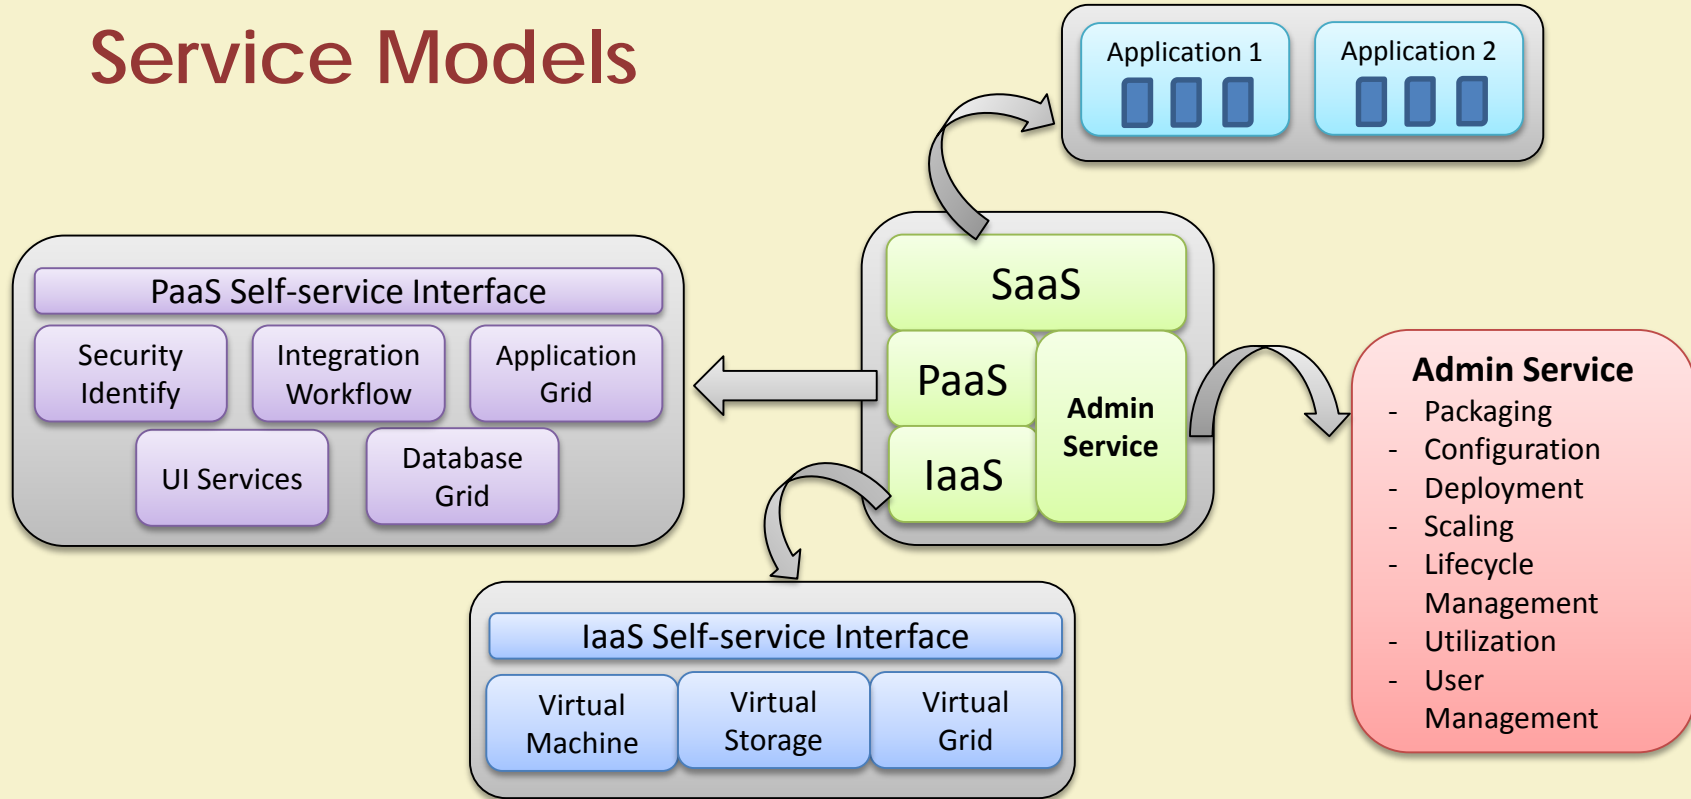 Service Models
Application 1
Application 2
SaaS
PaaS
IaaS
Admin
Service
PaaS Self-service Interface
Security
Identify
Integration
Workflow
Application
Grid
UI Services
Database
Grid
IaaS Self-service Interface
Virtual
Machine
Virtual
Storage
Virtual
Grid
Admin Service
- Packaging
- Configuration
- Deployment
- Scaling
- Lifecycle
Management
- Utilization
- User
Management